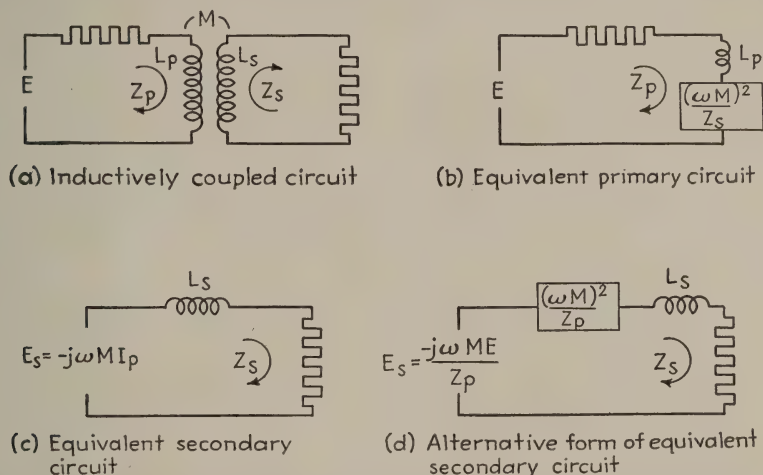 M
Lp
Ls
E
Zp
Zs
(a) Inductively coupled circuit
E
Zp
Lp
(ωM)²
Zs
(b) Equivalent primary circuit
Ls
Es=-jωMIp
Zs
(c) Equivalent secondary
circuit
(ωM)²
Zp
Ls
Es=-jωME
Zp
Zs
(d) Alternative form of equivalent
secondary circuit